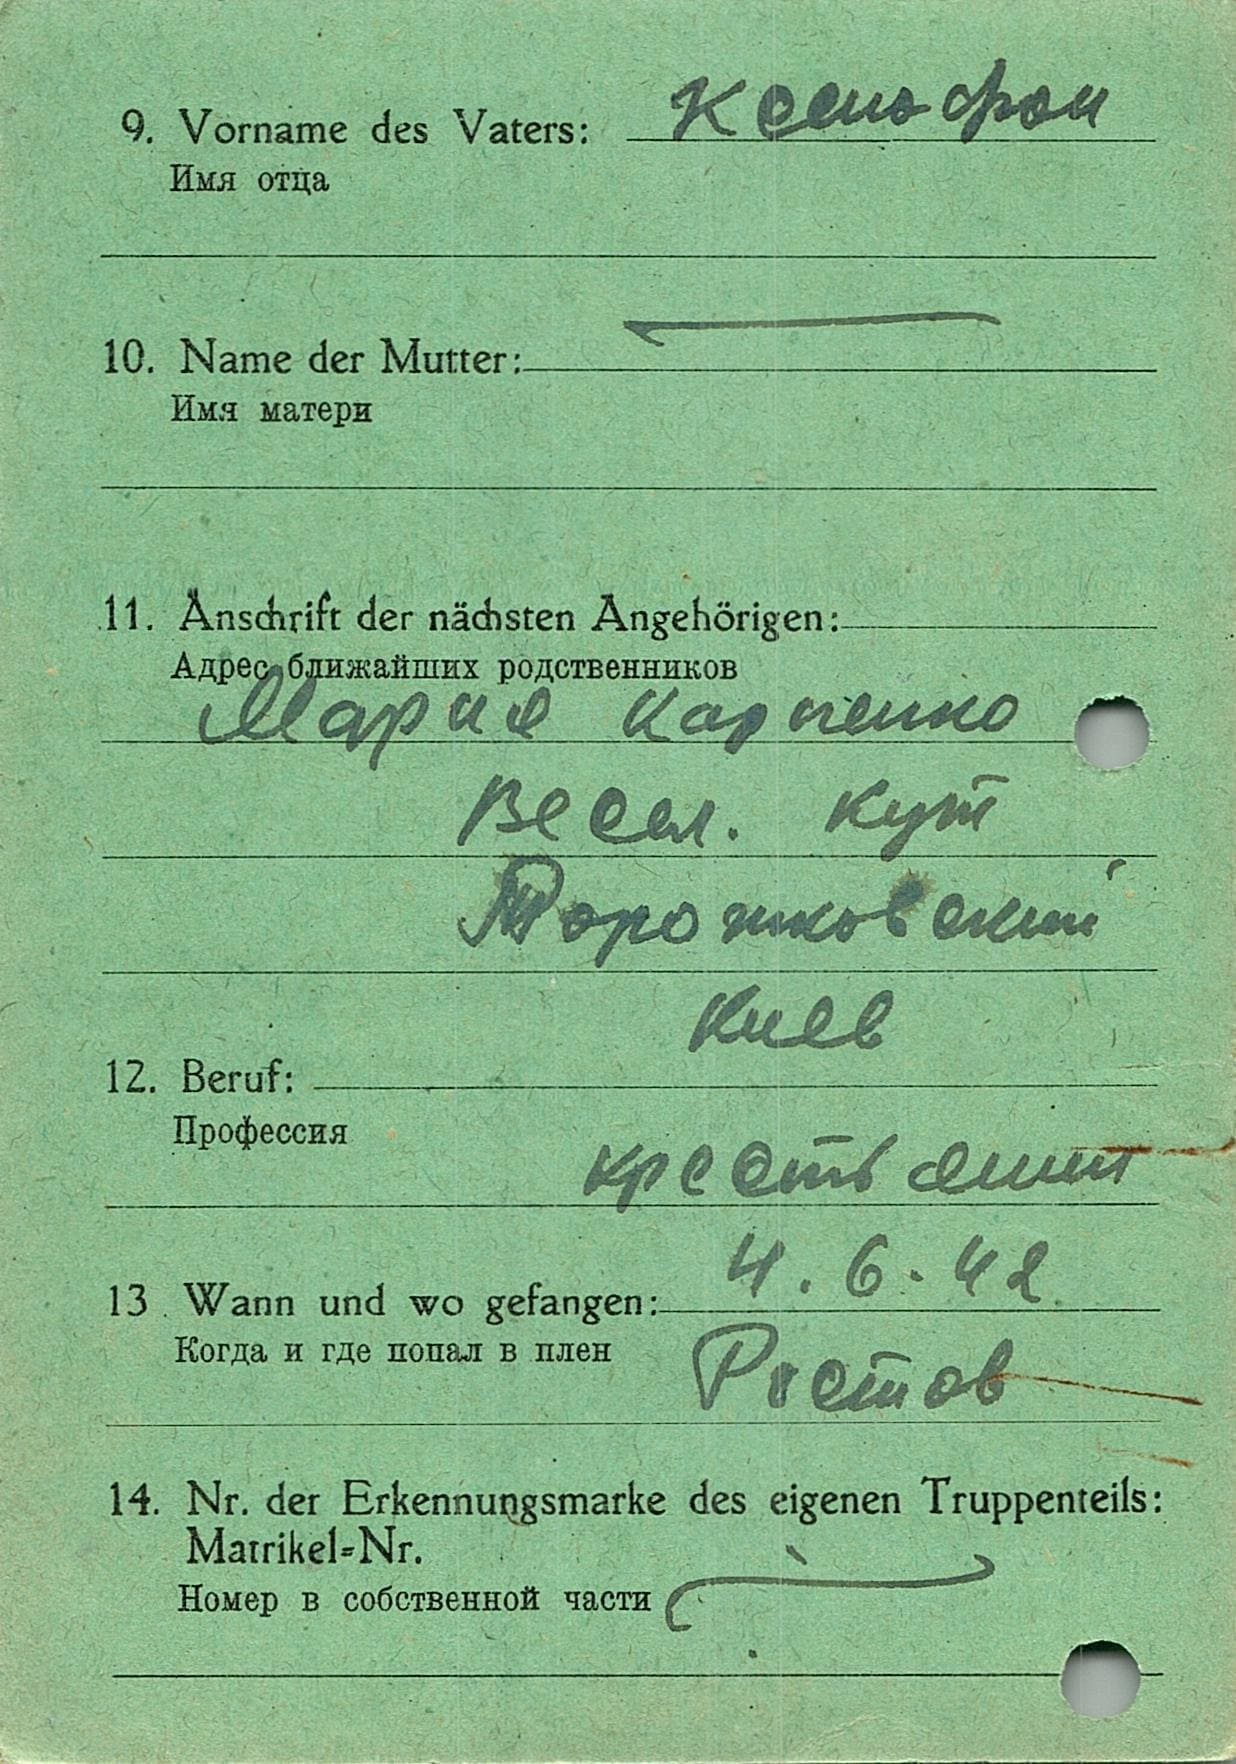 9. Vorname des Vaters: Ксенофон
Имя отца
10. Name der Mutter:
Имя матери
11. Anschrift der nächsten Angehörigen:
Адрес ближайших родственников
Мария Карпенко
Весел. Кут
Киев
12. Beruf:
Профессия
крестьянин
4.6.42
13. Wann und wo gefangen:
Когда и где попал в плен
Ростов
14. Nr. der Erkennungsmarke des eigenen Truppenteils:
Matrikel=Nr.
Номер в собственной части